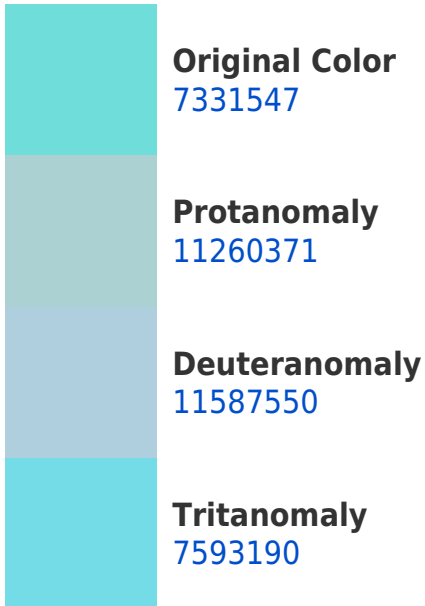 Original Color
7331547
Protanomaly
11260371
Deuteranomaly
11587550
Tritanomaly
7593190